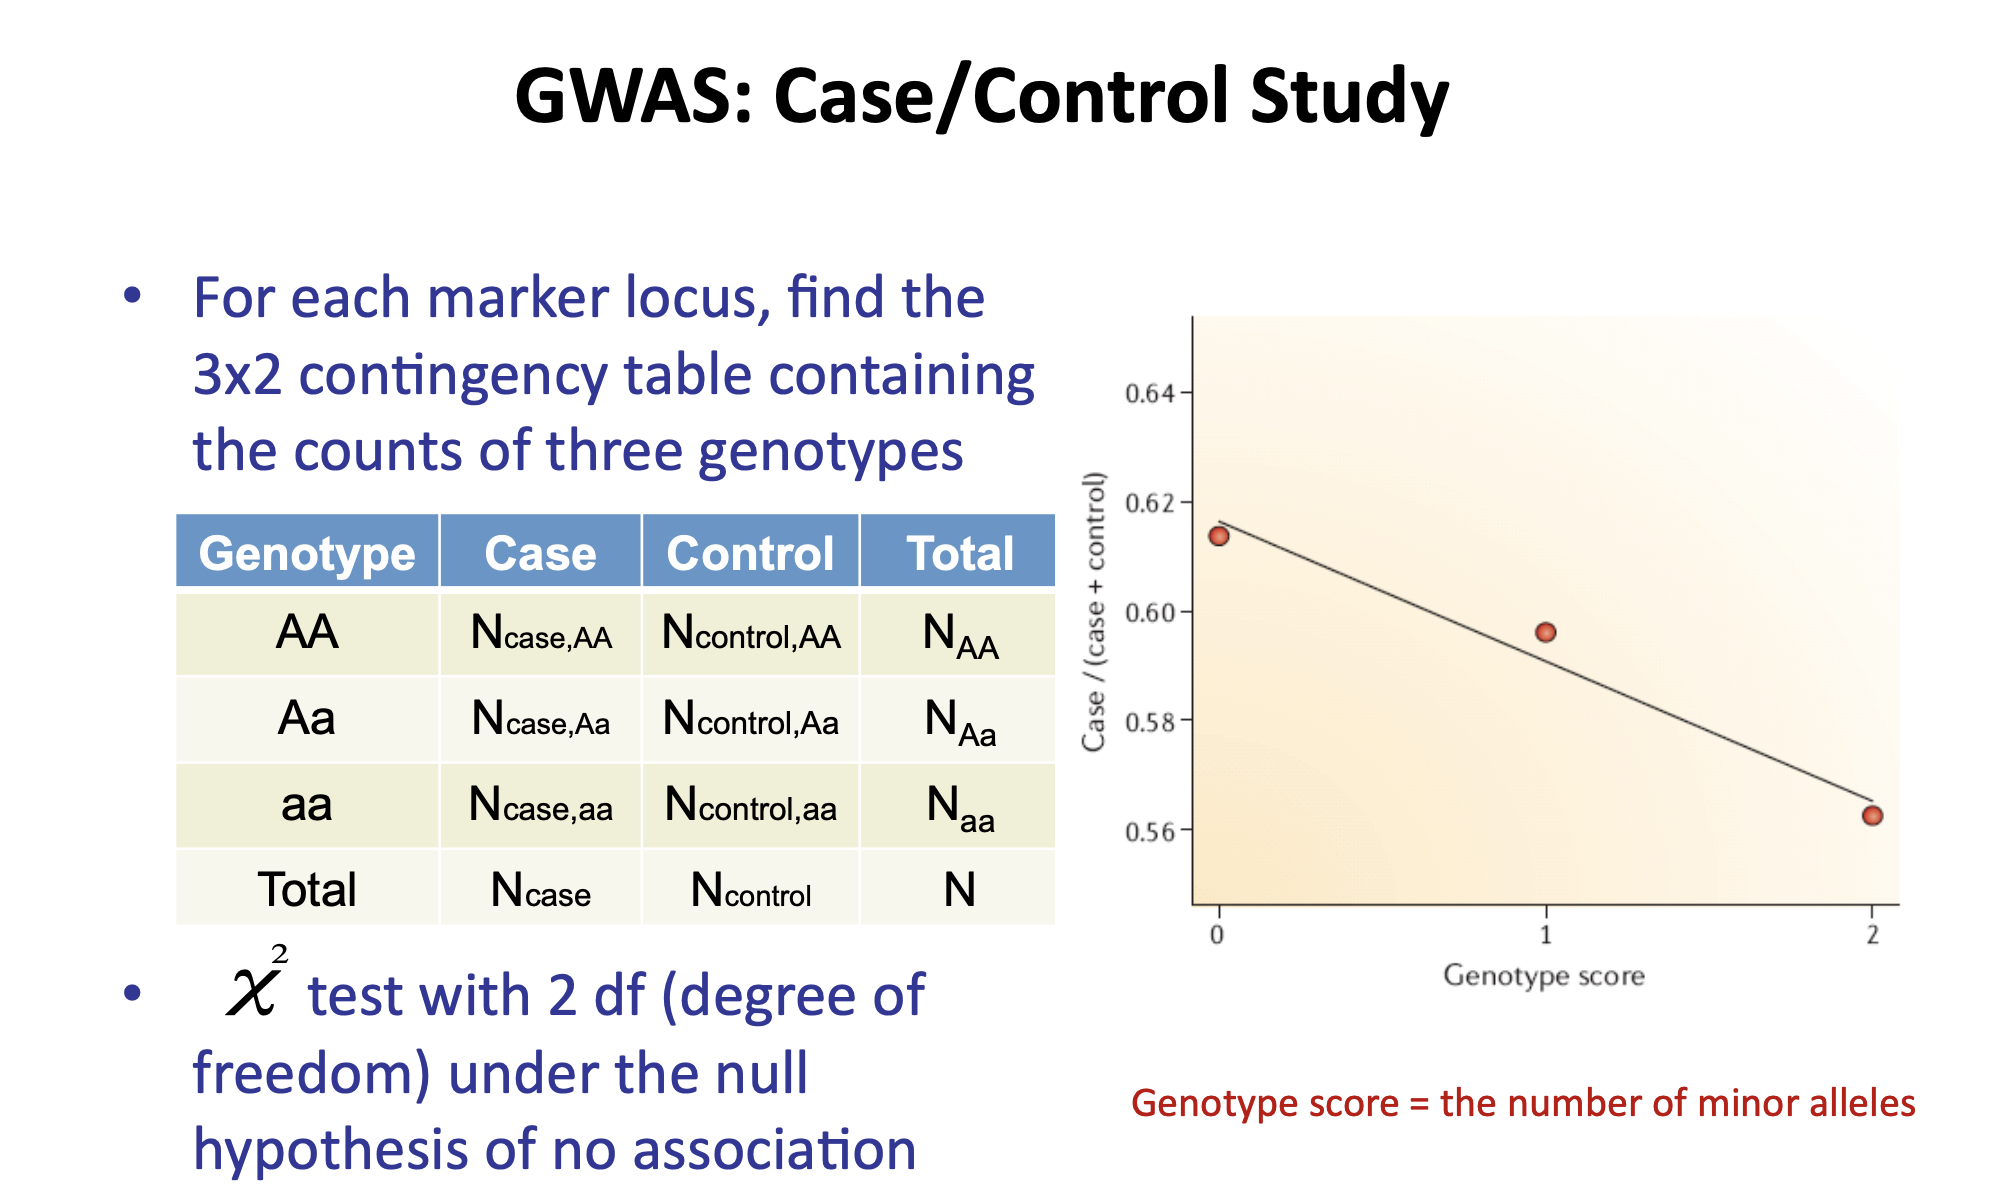 GWAS: Case/Control Study
• For each marker locus, find the
3x2 contingency table containing
the counts of three genotypes
Genotype Case Control Total
AA Ncase,AA Ncontrol,AA NAA
Aa Ncase,Aa Ncontrol,Aa NAa
aa Ncase,aa Ncontrol,aa Naa
Total Ncase Ncontrol N
• χ² test with 2 df (degree of
freedom) under the null
hypothesis of no association
Case / (case + control)
0.64
0.62
0.60
0.58
0.56
0 1 2
Genotype score
Genotype score = the number of minor alleles